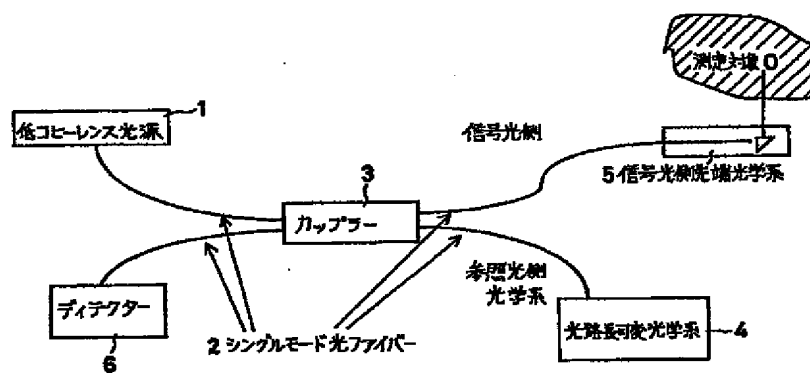 測定対象O
1
低コヒーレンス光源
信号光側
5 信号光側先端光学系
3
カップラー
参照光側
光学系
ディテクター
6
2 シングルモード光ファイバー
光路長可変光学系
4